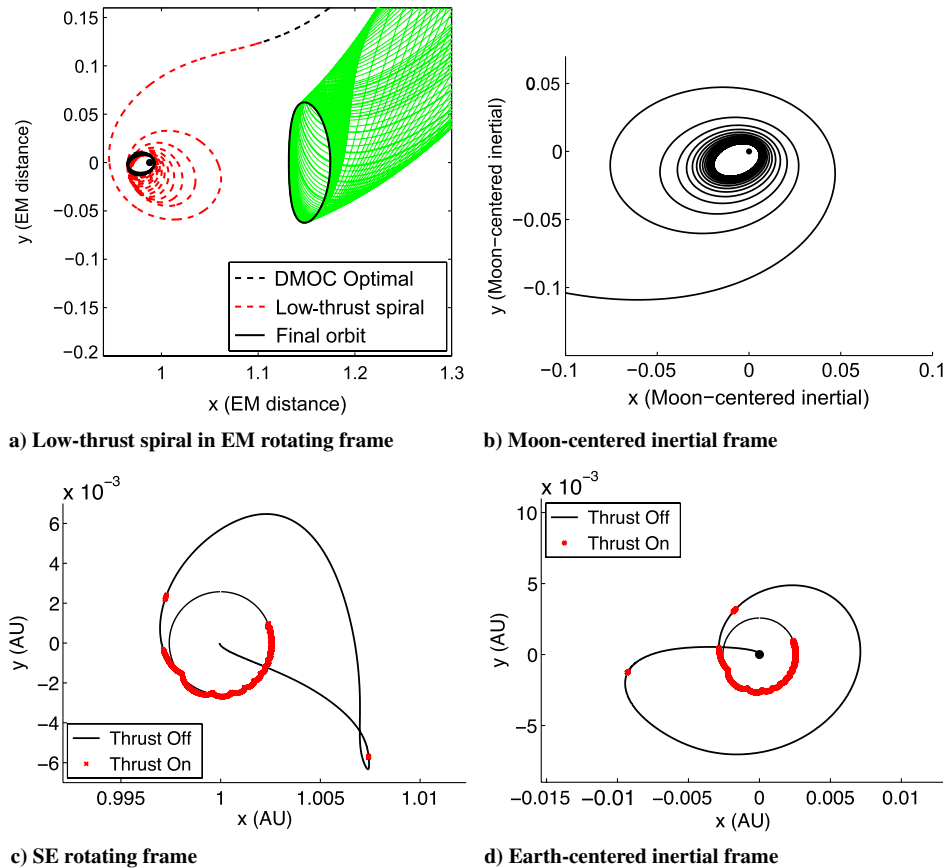 0.15
0.1
0.05
0
−0.05
−0.1
−0.15
−0.2
y (EM distance)
DMOC Optimal
Low−thrust spiral
Final orbit
1
1.1
1.2
1.3
x (EM distance)
a) Low-thrust spiral in EM rotating frame
0.05
0
−0.05
−0.1
y (Moon−centered inertial)
−0.1
−0.05
0
0.05
0.1
x (Moon−centered inertial)
b) Moon-centered inertial frame
x 10⁻³
6
4
2
0
−2
−4
−6
y (AU)
Thrust Off
Thrust On
0.995
1
1.005
1.01
x (AU)
c) SE rotating frame
x 10⁻³
10
5
0
−5
y (AU)
Thrust Off
Thrust On
−0.015
−0.01
−0.005
0
0.005
0.01
x (AU)
d) Earth-centered inertial frame